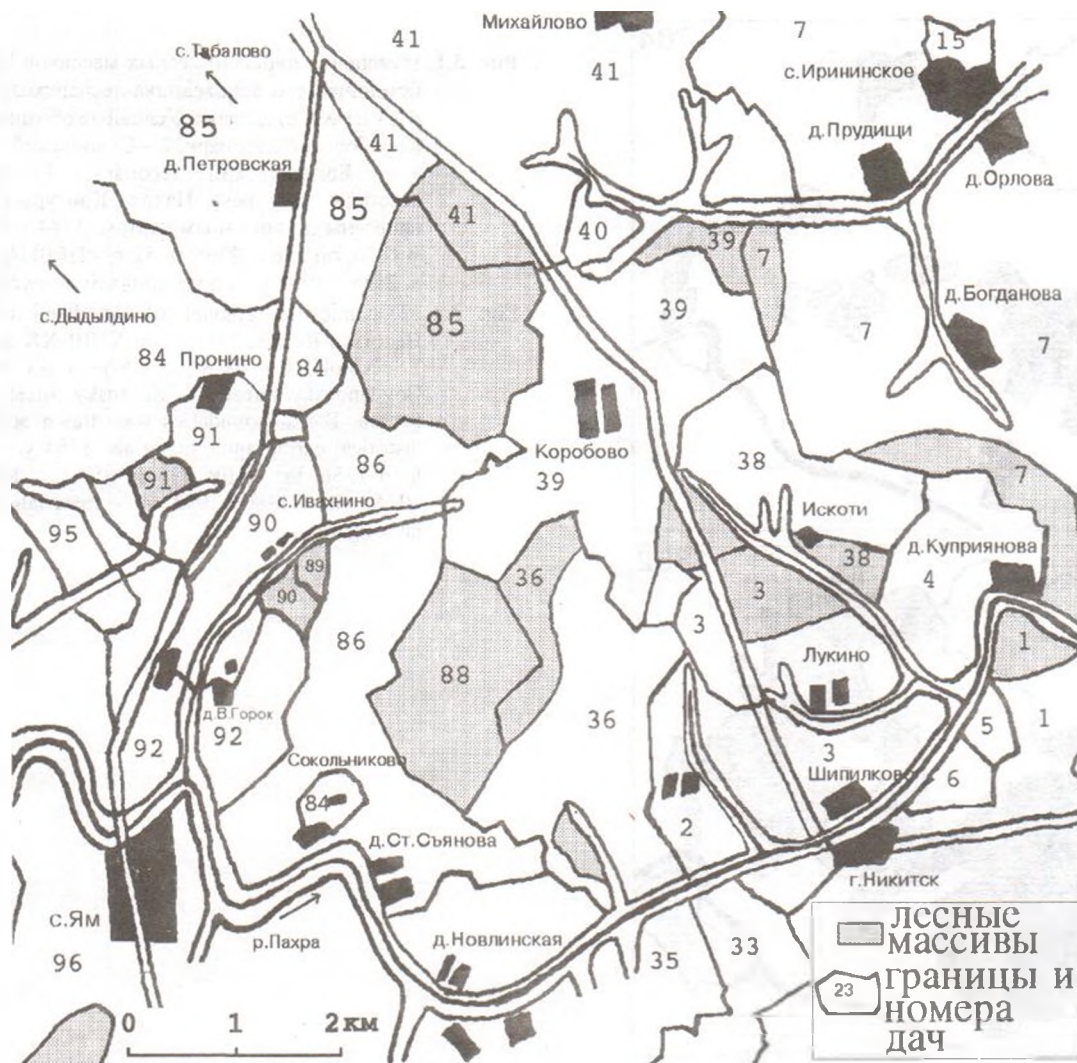 Михайлово
41
7
с.Табалово
15
41
с.Ирининское
85
41
д.Прудищи
д.Петровская
д.Орлова
85
41
40
39
7
д.Богданова
с.Дыдылдино
85
39
7
7
84
Пронино
84
91
Коробово
86
38
39
7
91
с.Ивахнино
95
90
Искоти
38
д.Куприянова
36
89
3
4
90
3
1
86
88
Лукино
36
д.В.Горок
92
92
5
1
3
Сокольниково
Шипилково
6
84
2
д.Ст.Съянова
г.Никитск
с.Ям
р.Пахра
д.Новлинская
35
33
96
0 1 2 км
лесные
массивы
23
границы и
номера
дач